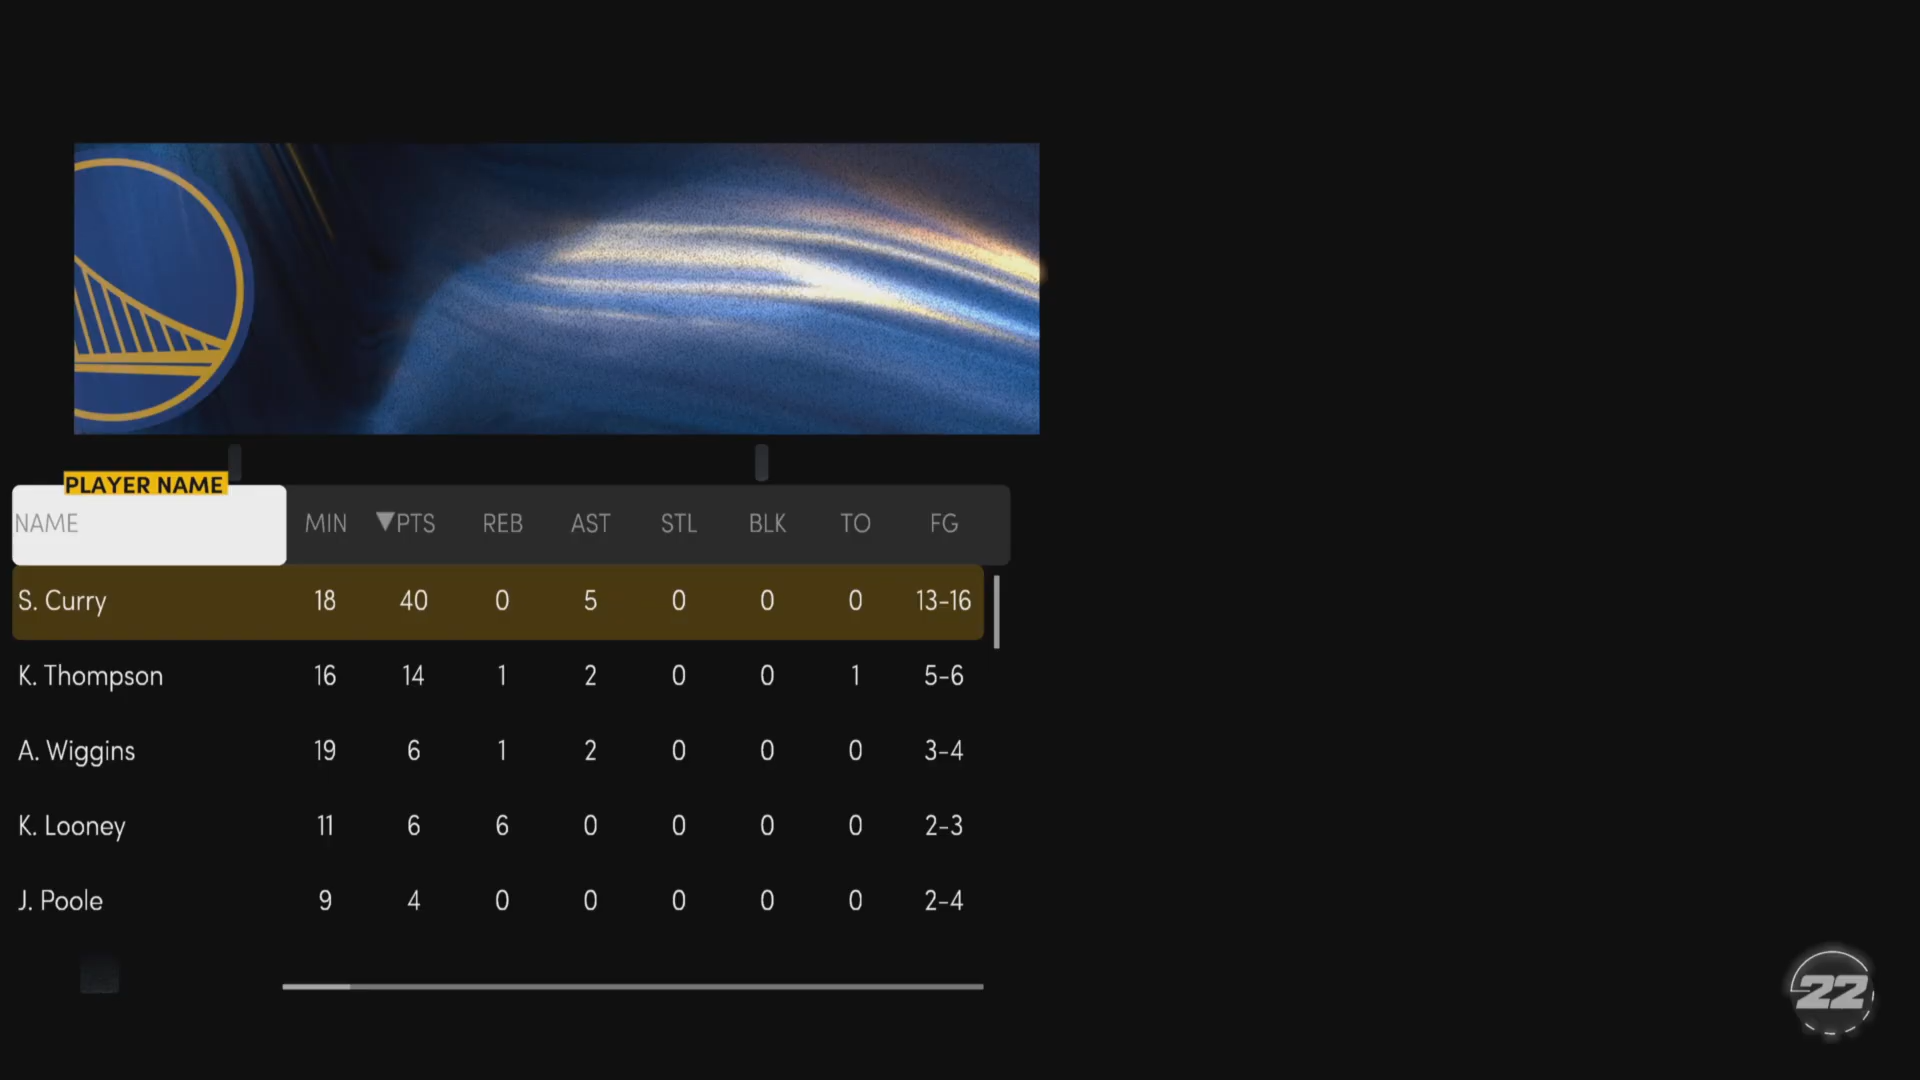 PLAYER NAME
NAME MIN ▼PTS REB AST STL BLK TO FG
S. Curry 18 40 0 5 0 0 0 13-16
K. Thompson 16 14 1 2 0 0 1 5-6
A. Wiggins 19 6 1 2 0 0 0 3-4
K. Looney 11 6 6 0 0 0 0 2-3
J. Poole 9 4 0 0 0 0 0 2-4
22